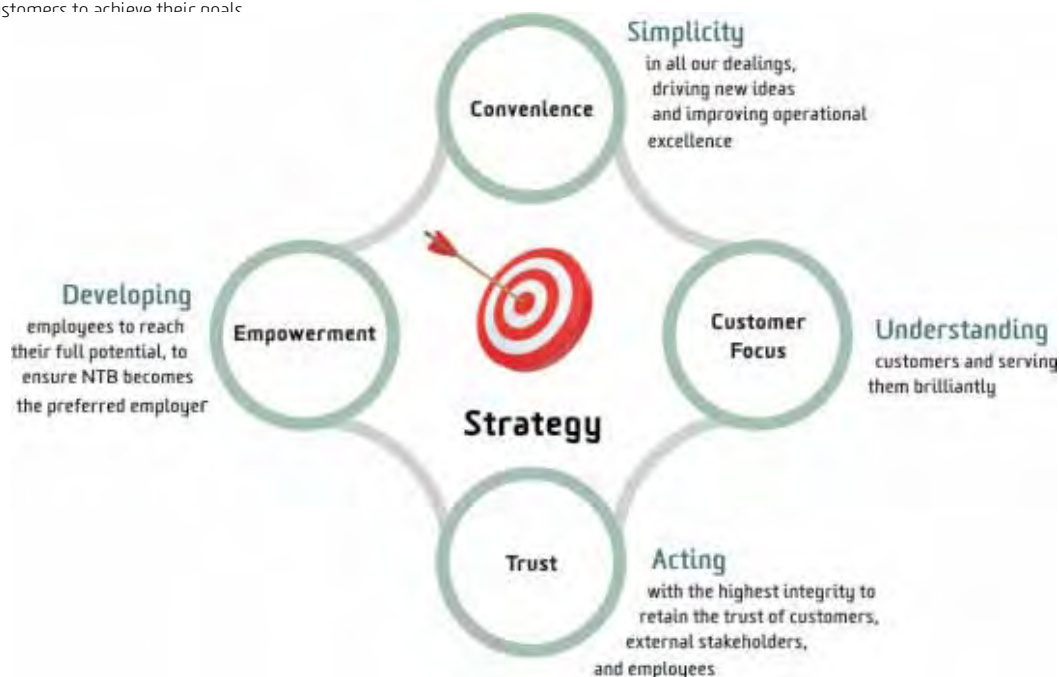 customers to achieve their goals
Simplicity
in all our dealings,
driving new ideas
and improving operational
excellence
Convenience
Developing
employees to reach
their full potential, to
ensure NTB becomes
the preferred employer
Empowerment
Customer
Focus
Understanding
customers and serving
them brilliantly
Strategy
Trust
Acting
with the highest integrity to
retain the trust of customers,
external stakeholders,
and employees